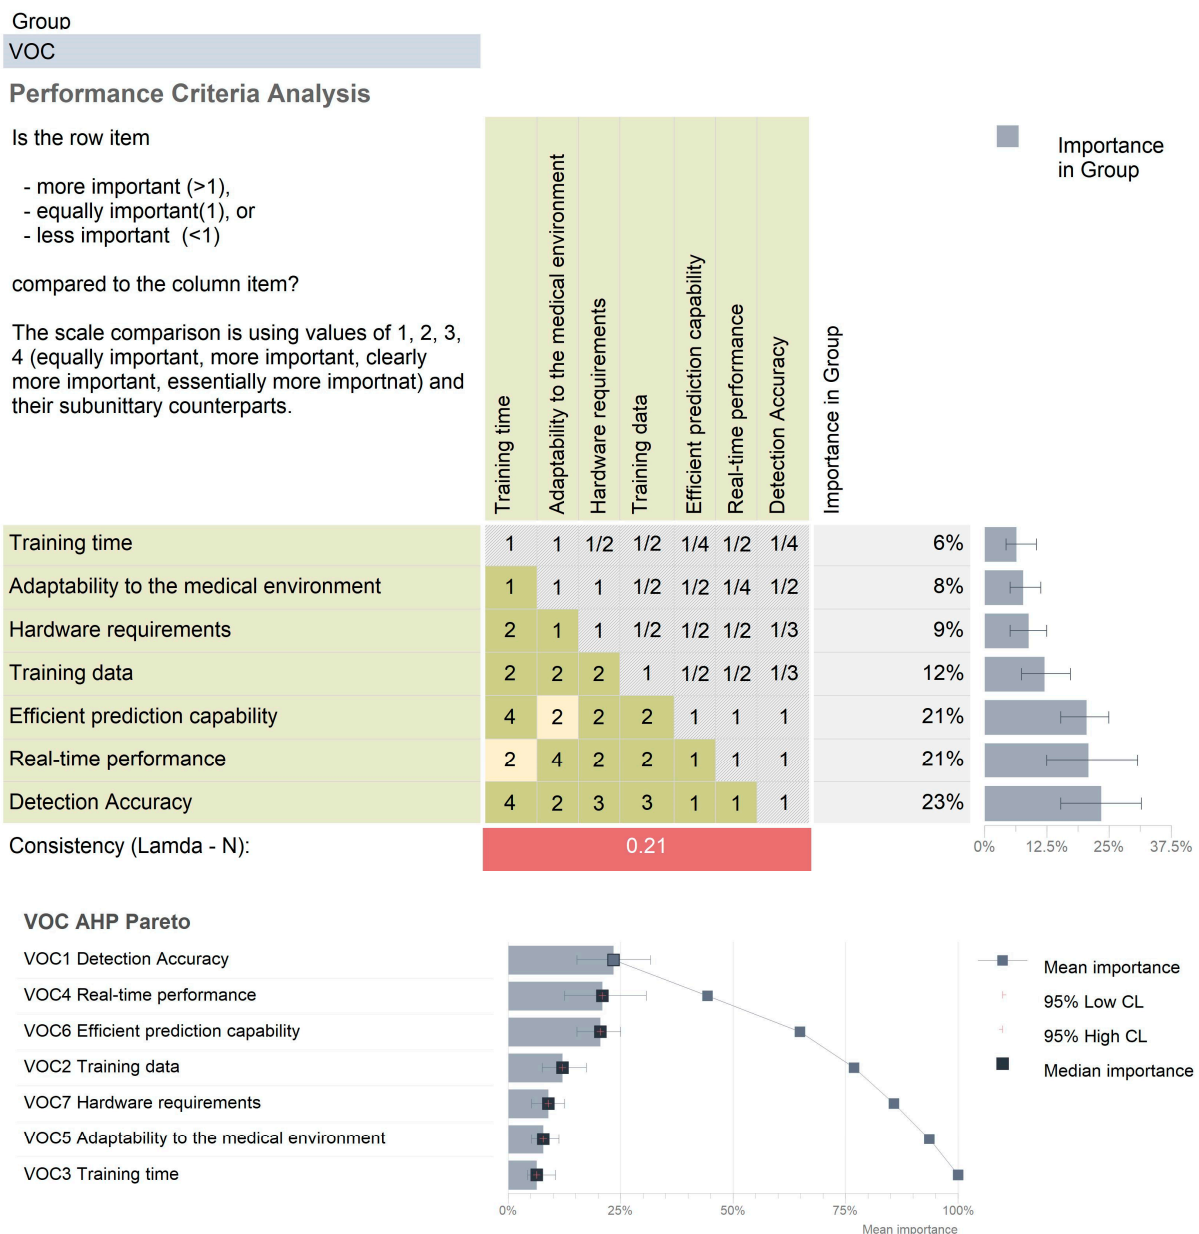 Group
VOC
Performance Criteria Analysis
Is the row item
- more important (>1),
- equally important(1), or
- less important  (<1)
compared to the column item?
The scale comparison is using values of 1, 2, 3,
4 (equally important, more important, clearly
more important, essentially more importnat) and
their subunittary counterparts.
Training time
Adaptability to the medical environment
Hardware requirements
Training data
Efficient prediction capability
Real-time performance
Detection Accuracy
Importance in Group
Importance
in Group
Training time 1 1 1/2 1/2 1/4 1/2 1/4 6%
Adaptability to the medical environment 1 1 1 1/2 1/2 1/4 1/2 8%
Hardware requirements 2 1 1 1/2 1/2 1/2 1/3 9%
Training data 2 2 2 1 1/2 1/2 1/3 12%
Efficient prediction capability 4 2 2 2 1 1 1 21%
Real-time performance 2 4 2 2 1 1 1 21%
Detection Accuracy 4 2 3 3 1 1 1 23%
Consistency (Lamda - N): 0.21
0% 12.5% 25% 37.5%
VOC AHP Pareto
VOC1 Detection Accuracy
VOC4 Real-time performance
VOC6 Efficient prediction capability
VOC2 Training data
VOC7 Hardware requirements
VOC5 Adaptability to the medical environment
VOC3 Training time
0% 25% 50% 75% 100%
Mean importance
Mean importance
95% Low CL
95% High CL
Median importance